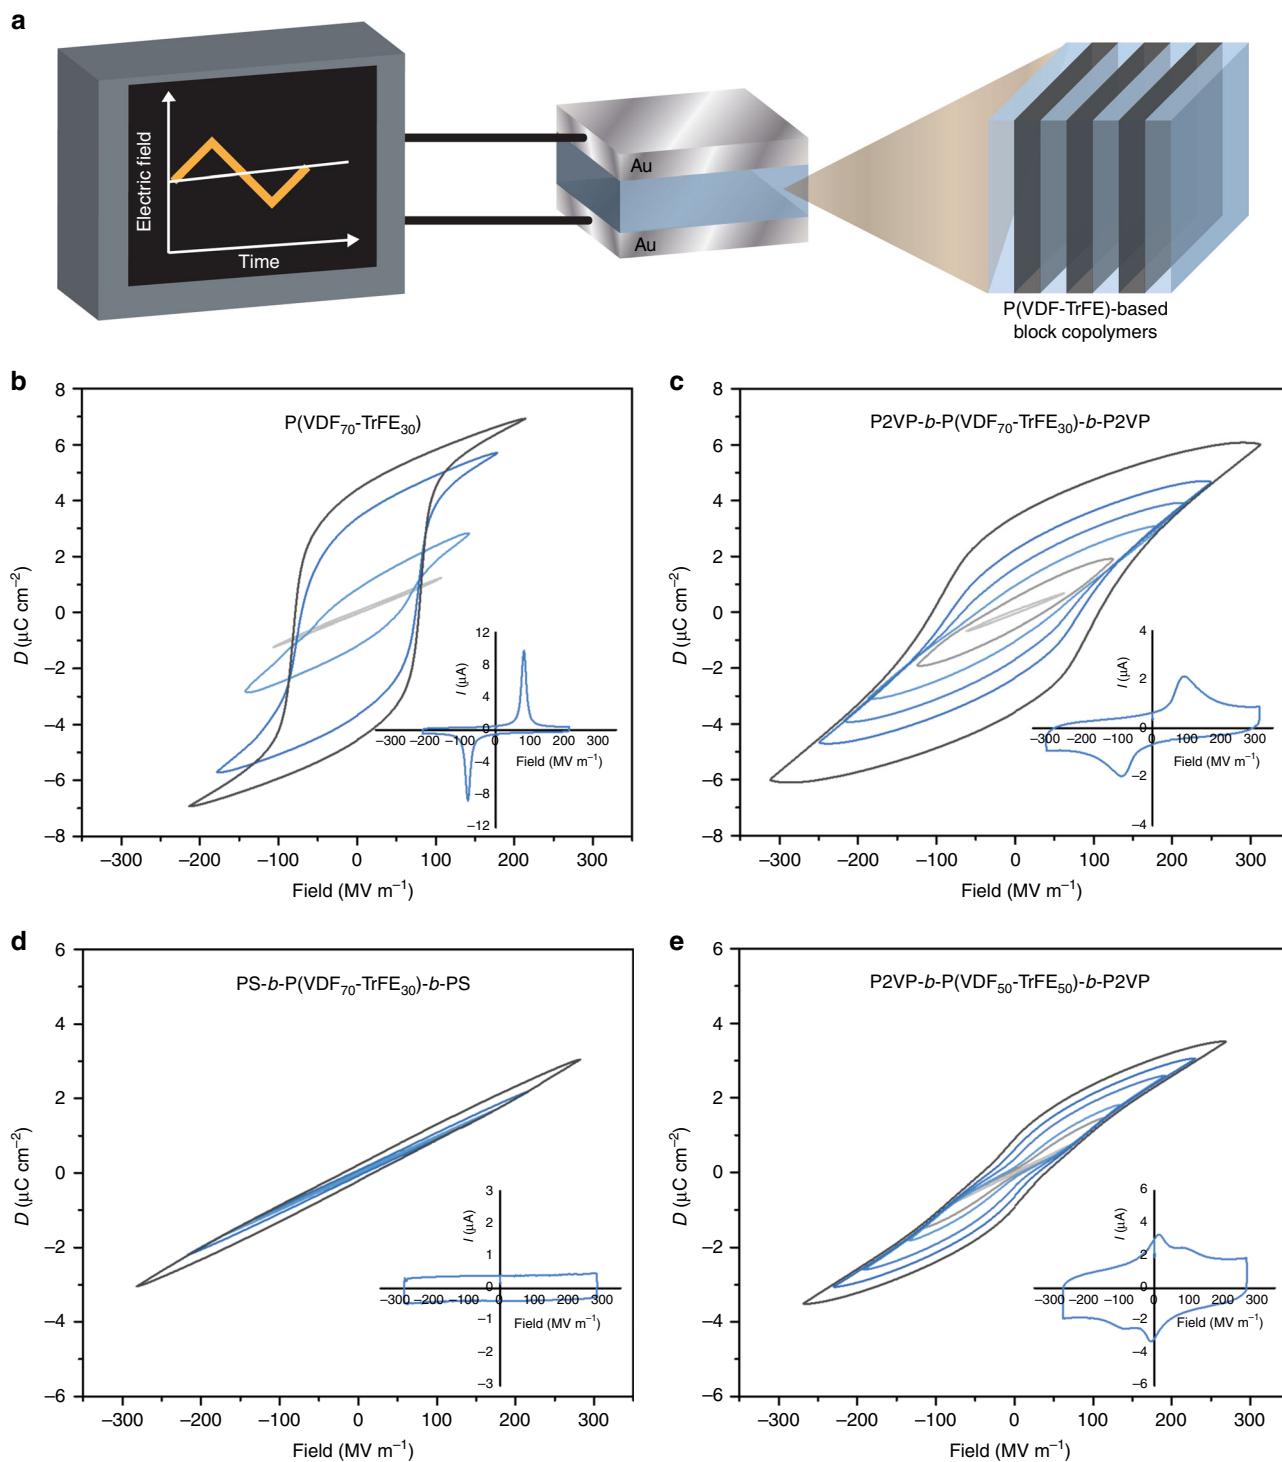 a
Electric field
Time
Au
Au
P(VDF-TrFE)-based
block copolymers
b
P(VDF₇₀-TrFE₃₀)
D (μC cm⁻²)
8
6
4
2
0
−2
−4
−6
−8
−300 −200 −100 0 100 200 300
Field (MV m⁻¹)
I (μA)
12
8
4
0
−4
−8
−12
−300 −200 −100 0 100 200 300
Field (MV m⁻¹)
c
P2VP-b-P(VDF₇₀-TrFE₃₀)-b-P2VP
D (μC cm⁻²)
8
6
4
2
0
−2
−4
−6
−8
−300 −200 −100 0 100 200 300
Field (MV m⁻¹)
I (μA)
4
2
0
−2
−4
−300 −200 −100 0 100 200 300
Field (MV m⁻¹)
d
PS-b-P(VDF₇₀-TrFE₃₀)-b-PS
D (μC cm⁻²)
6
4
2
0
−2
−4
−6
−300 −200 −100 0 100 200 300
Field (MV m⁻¹)
I (μA)
3
2
1
0
−1
−2
−3
−300 −200 −100 0 100 200 300
Field (MV m⁻¹)
e
P2VP-b-P(VDF₅₀-TrFE₅₀)-b-P2VP
D (μC cm⁻²)
6
4
2
0
−2
−4
−6
−300 −200 −100 0 100 200 300
Field (MV m⁻¹)
I (μA)
6
4
2
0
−2
−4
−6
−300 −200 −100 0 100 200 300
Field (MV m⁻¹)